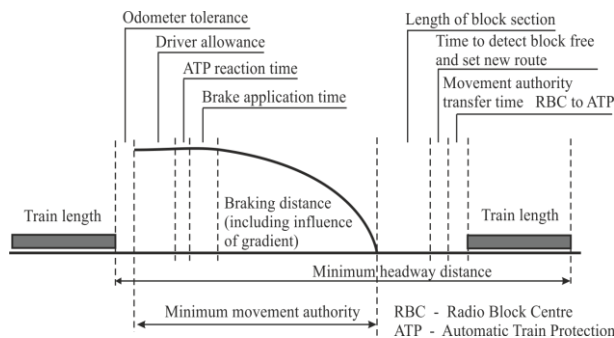 Odometer tolerance
Driver allowance
ATP reaction time
Brake application time
Length of block section
Time to detect block free
and set new route
Movement authority
transfer time RBC to ATP
Train length
Braking distance
(including influence
of gradient)
Train length
Minimum headway distance
Minimum movement authority
RBC - Radio Block Centre
ATP - Automatic Train Protection